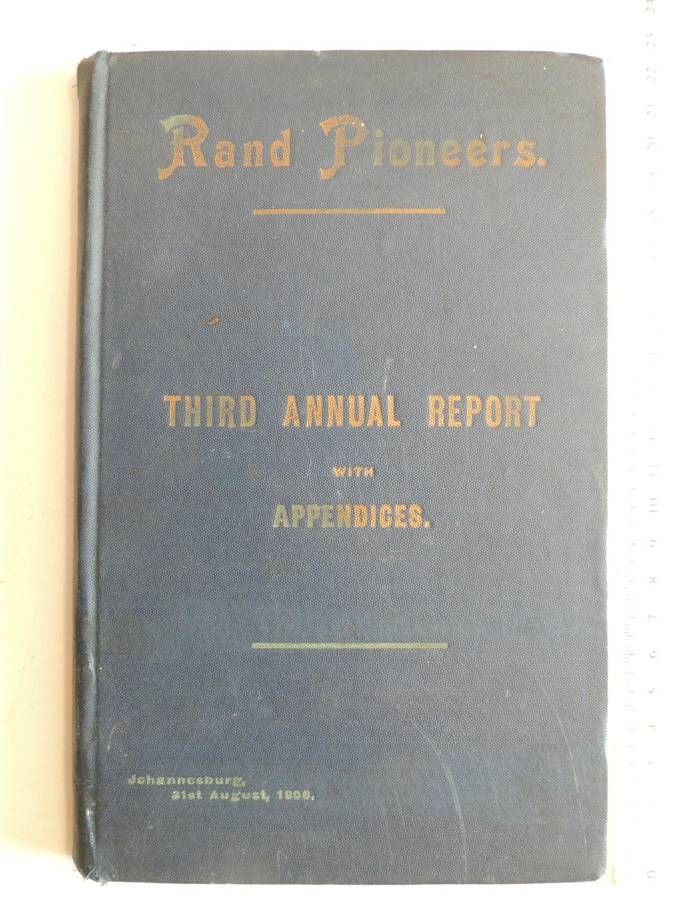 Rand Pioneers.
THIRD ANNUAL REPORT
WITH
APPENDICES.
Johannesburg,
31st August, 1906.